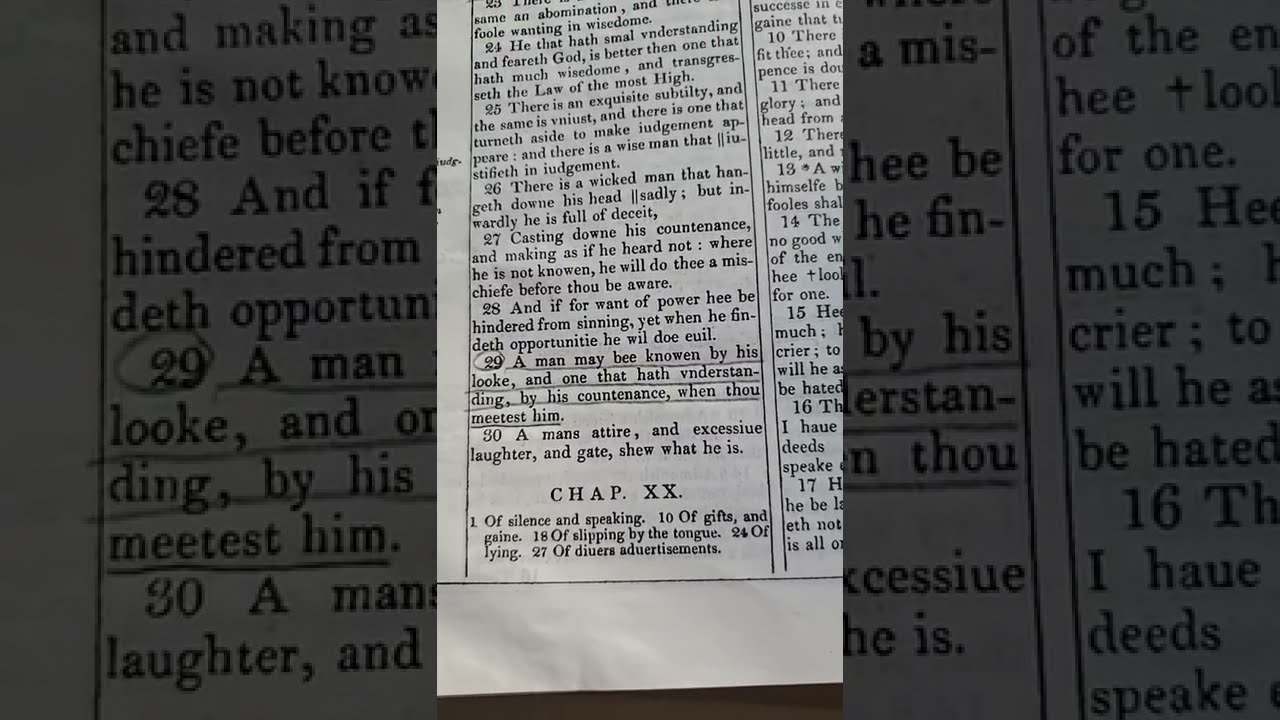 and making as
he is not know
chiefe before
28 And if
hindered from
deth opportuni
29 A man
looke, and
ding, by his
meetest him.
30 A man
laughter, and
iudg-
23 There is
same an abomination, and there
foole wanting in wisedome.
24 He that hath smal vnderstanding
and feareth God, is better then one that
hath much wisedome, and transgres-
seth the Law of the most High.
25 There is an exquisite subtilty, and
the same is vniust, and there is one that
turneth aside to make iudgement ap-
peare : and there is a wise man that ||iu-
stifieth in iudgement.
26 There is a wicked man that han-
geth downe his head ||sadly ; but in-
wardly he is full of deceit,
27 Casting downe his countenance,
and making as if he heard not : where
he is not knowen, he will do thee a mis-
chiefe before thou be aware.
28 And if for want of power hee be
hindered from sinning, yet when he fin-
deth opportunitie he wil doe euil.
29 A man may bee knowen by his
looke, and one that hath vnderstan-
ding, by his countenance, when thou
meetest him.
30 A mans attire, and excessiue
laughter, and gate, shew what he is.
CHAP. XX.
1 Of silence and speaking. 10 Of gifts, and
gaine. 18 Of slipping by the tongue. 24 Of
lying. 27 Of diuers aduertisements.
successe in
gaine that
10 There
fit thee; and
pence is dou
11 There
glory ; and
head from
12 There
little, and
13 *A wi
himselfe b
fooles shal
14 The
no good w
of the en
hee †look
for one.
15 Hee
much ;
crier ; to
will he as
be hated
16 Th
I haue
deeds
speake
17 H
he be la
eth not
is all o
a mis-
hee be
he fin-
l.
by his
erstan-
n thou
xcessiue
he is.
of the en
hee †look
for one.
15 Hee
much ;
crier ; to
will he as
be hated
16 Th
I haue
deeds
speake